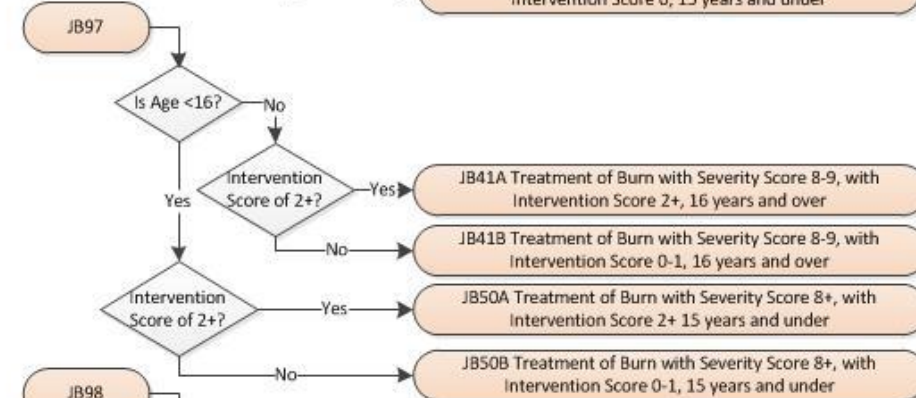 Intervention Score 0, 15 years and under
JB97
Is Age <16?
No
Intervention
Score of 2+?
Yes
JB41A Treatment of Burn with Severity Score 8-9, with
Intervention Score 2+, 16 years and over
Yes
No
JB41B Treatment of Burn with Severity Score 8-9, with
Intervention Score 0-1, 16 years and over
Intervention
Score of 2+?
Yes
JB50A Treatment of Burn with Severity Score 8+, with
Intervention Score 2+ 15 years and under
No
JB50B Treatment of Burn with Severity Score 8+, with
Intervention Score 0-1, 15 years and under
JB98